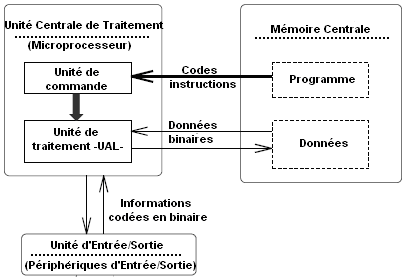 Unité Centrale de Traitement
(Microprocesseur)
Unité de
commande
Unité de
traitement -UAL-
Codes
instructions
Données
binaires
Mémoire Centrale
Programme
Données
Informations
codées en binaire
Unité d'Entrée/Sortie
(Périphériques d'Entrée/Sortie)